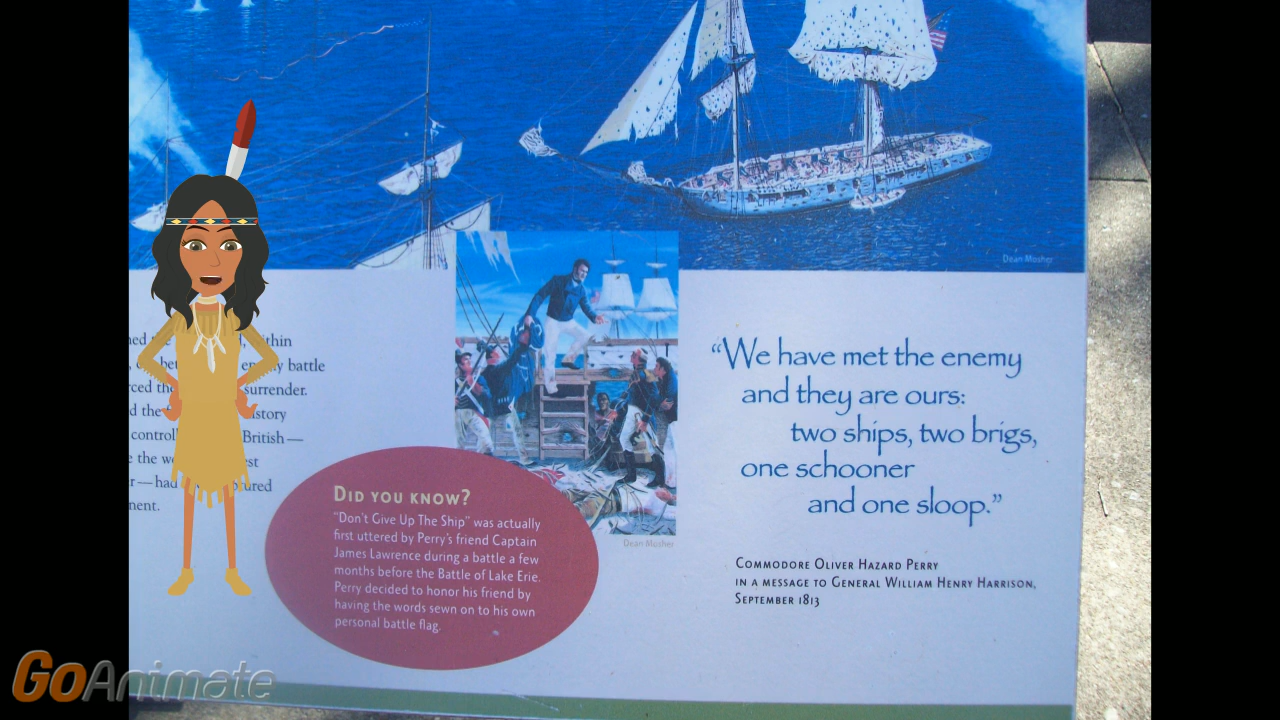 Dean Mosher
within
enemy battle
surrender.
British —
nent.
Dean Mosher
DID YOU KNOW?
"Don't Give Up The Ship" was actually
first uttered by Perry's friend Captain
James Lawrence during a battle a few
months before the Battle of Lake Erie.
Perry decided to honor his friend by
having the words sewn on to his own
personal battle flag.
“We have met the enemy
and they are ours:
two ships, two brigs,
one schooner
and one sloop.”
COMMODORE OLIVER HAZARD PERRY
IN A MESSAGE TO GENERAL WILLIAM HENRY HARRISON,
SEPTEMBER 1813
GoAnimate